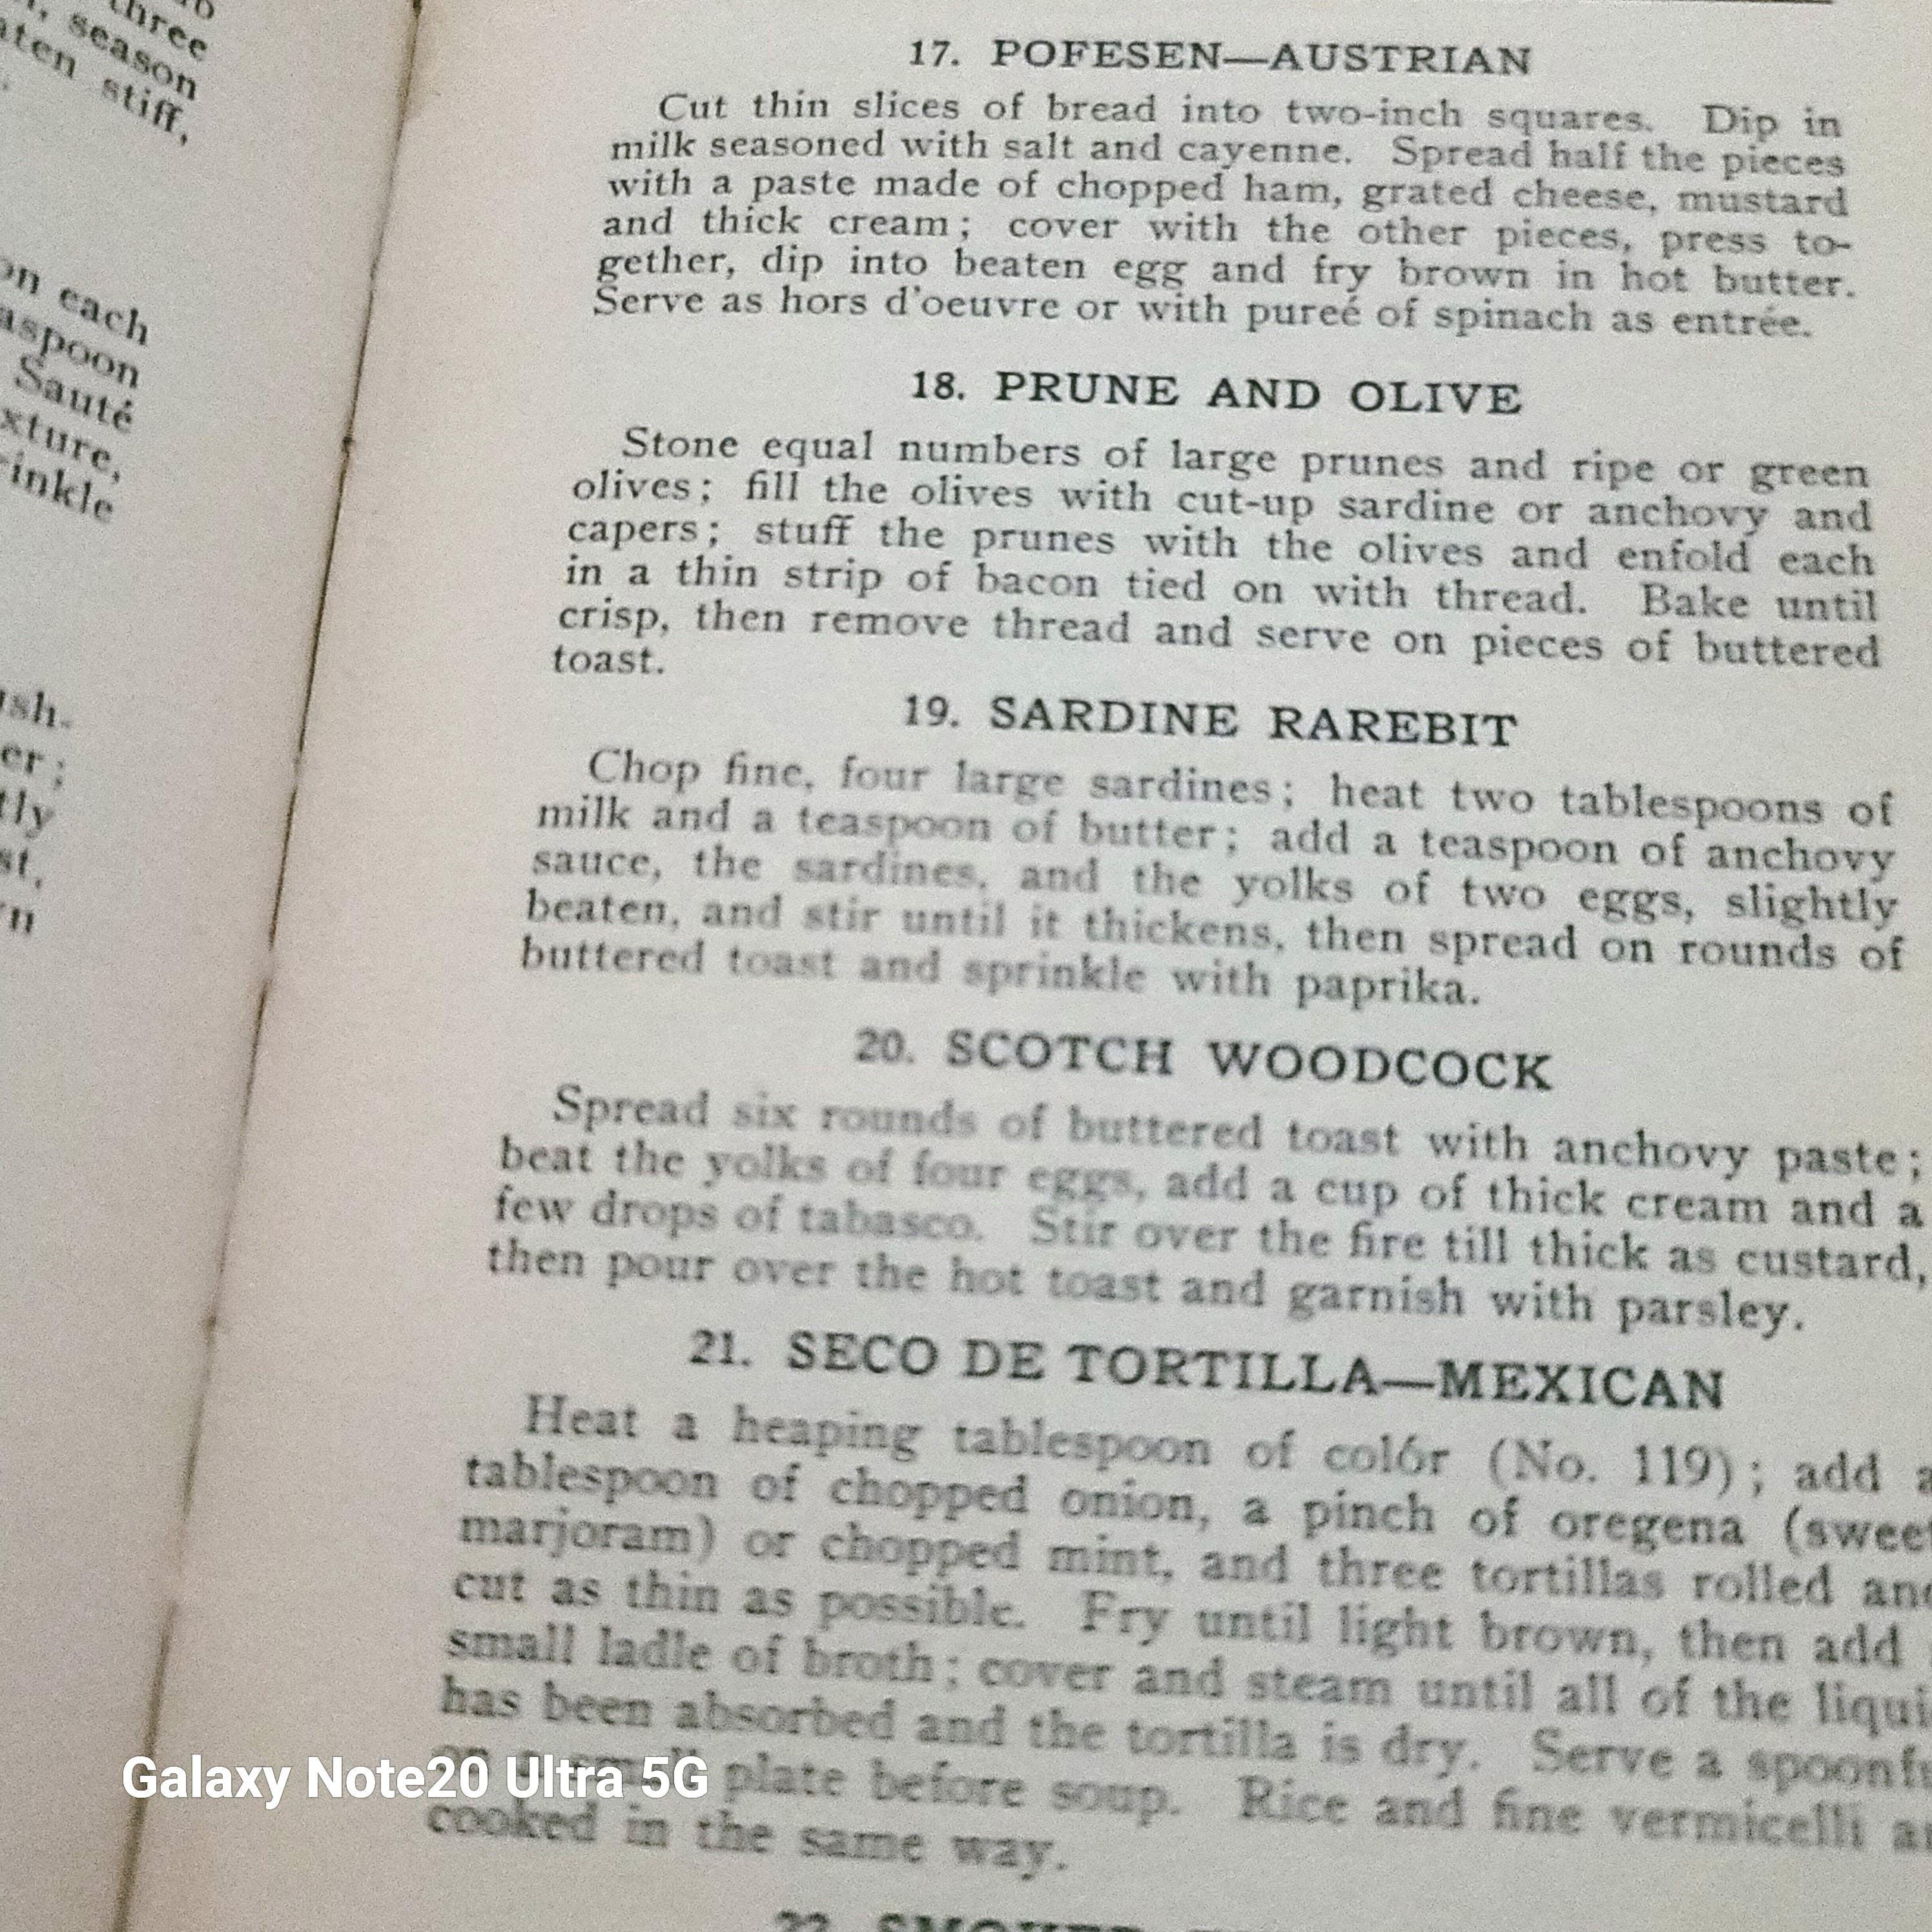 three
season
stiff,
on each
Sauté
17. POFESEN—AUSTRIAN
Cut thin slices of bread into two-inch squares. Dip in
milk seasoned with salt and cayenne. Spread half the pieces
with a paste made of chopped ham, grated cheese, mustard
and thick cream; cover with the other pieces, press to-
gether, dip into beaten egg and fry brown in hot butter.
Serve as hors d'oeuvre or with pureé of spinach as entrée.
18. PRUNE AND OLIVE
Stone equal numbers of large prunes and ripe or green
olives; fill the olives with cut-up sardine or anchovy and
capers; stuff the prunes with the olives and enfold each
in a thin strip of bacon tied on with thread. Bake until
crisp, then remove thread and serve on pieces of buttered
toast.
19. SARDINE RAREBIT
Chop fine, four large sardines; heat two tablespoons of
milk and a teaspoon of butter; add a teaspoon of anchovy
sauce, the sardines, and the yolks of two eggs, slightly
beaten, and stir until it thickens, then spread on rounds of
buttered toast and sprinkle with paprika.
20. SCOTCH WOODCOCK
Spread six rounds of buttered toast with anchovy paste;
beat the yolks of four eggs, add a cup of thick cream and a
few drops of tabasco. Stir over the fire till thick as custard,
then pour over the hot toast and garnish with parsley.
21. SECO DE TORTILLA—MEXICAN
Heat a heaping tablespoon of colór (No. 119); add a
tablespoon of chopped onion, a pinch of oregena (sweet
marjoram) or chopped mint, and three tortillas rolled and
cut as thin as possible. Fry until light brown, then add
small ladle of broth; cover and steam until all of the liqui
has been absorbed and the tortilla is dry. Serve a spoonfu
plate before soup. Rice and fine vermicelli
cooked in the same way.
22.
Galaxy Note20 Ultra 5G